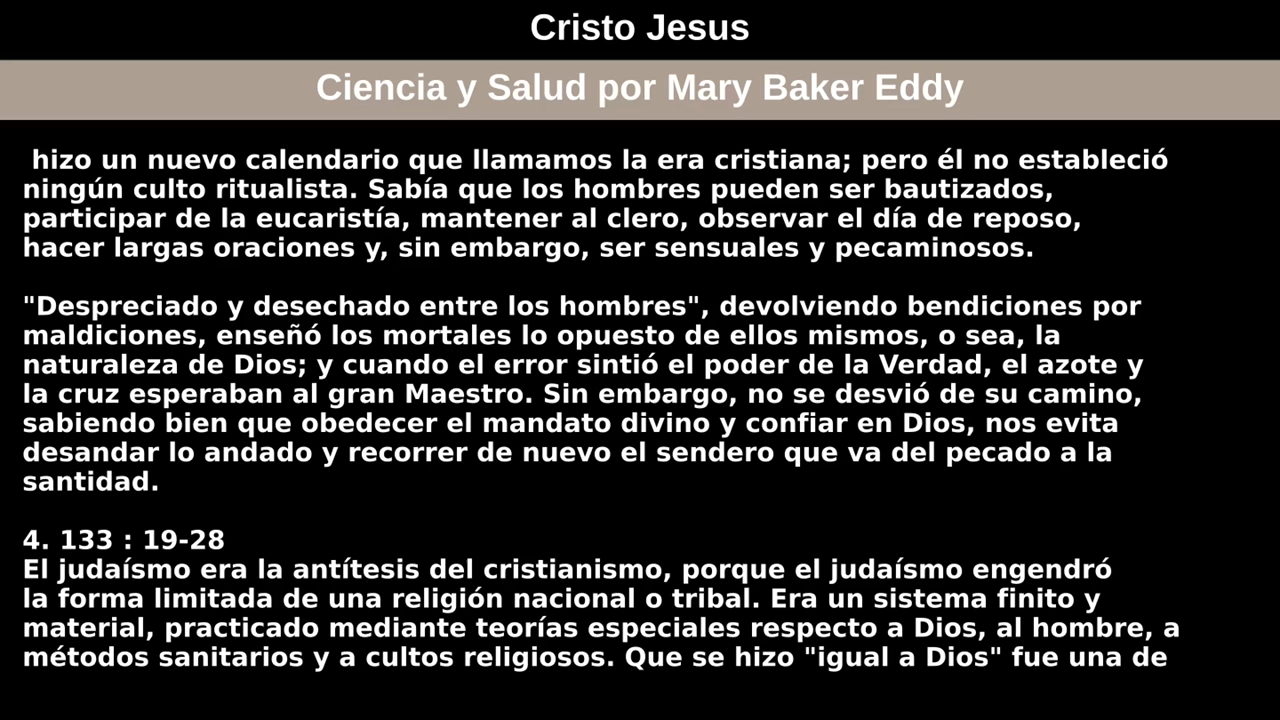 Cristo Jesus
Ciencia y Salud por Mary Baker Eddy
hizo un nuevo calendario que llamamos la era cristiana; pero él no estableció
ningún culto ritualista. Sabía que los hombres pueden ser bautizados,
participar de la eucaristía, mantener al clero, observar el día de reposo,
hacer largas oraciones y, sin embargo, ser sensuales y pecaminosos.
"Despreciado y desechado entre los hombres", devolviendo bendiciones por
maldiciones, enseñó los mortales lo opuesto de ellos mismos, o sea, la
naturaleza de Dios; y cuando el error sintió el poder de la Verdad, el azote y
la cruz esperaban al gran Maestro. Sin embargo, no se desvió de su camino,
sabiendo bien que obedecer el mandato divino y confiar en Dios, nos evita
desandar lo andado y recorrer de nuevo el sendero que va del pecado a la
santidad.
4. 133 : 19-28
El judaísmo era la antítesis del cristianismo, porque el judaísmo engendró
la forma limitada de una religión nacional o tribal. Era un sistema finito y
material, practicado mediante teorías especiales respecto a Dios, al hombre, a
métodos sanitarios y a cultos religiosos. Que se hizo "igual a Dios" fue una de